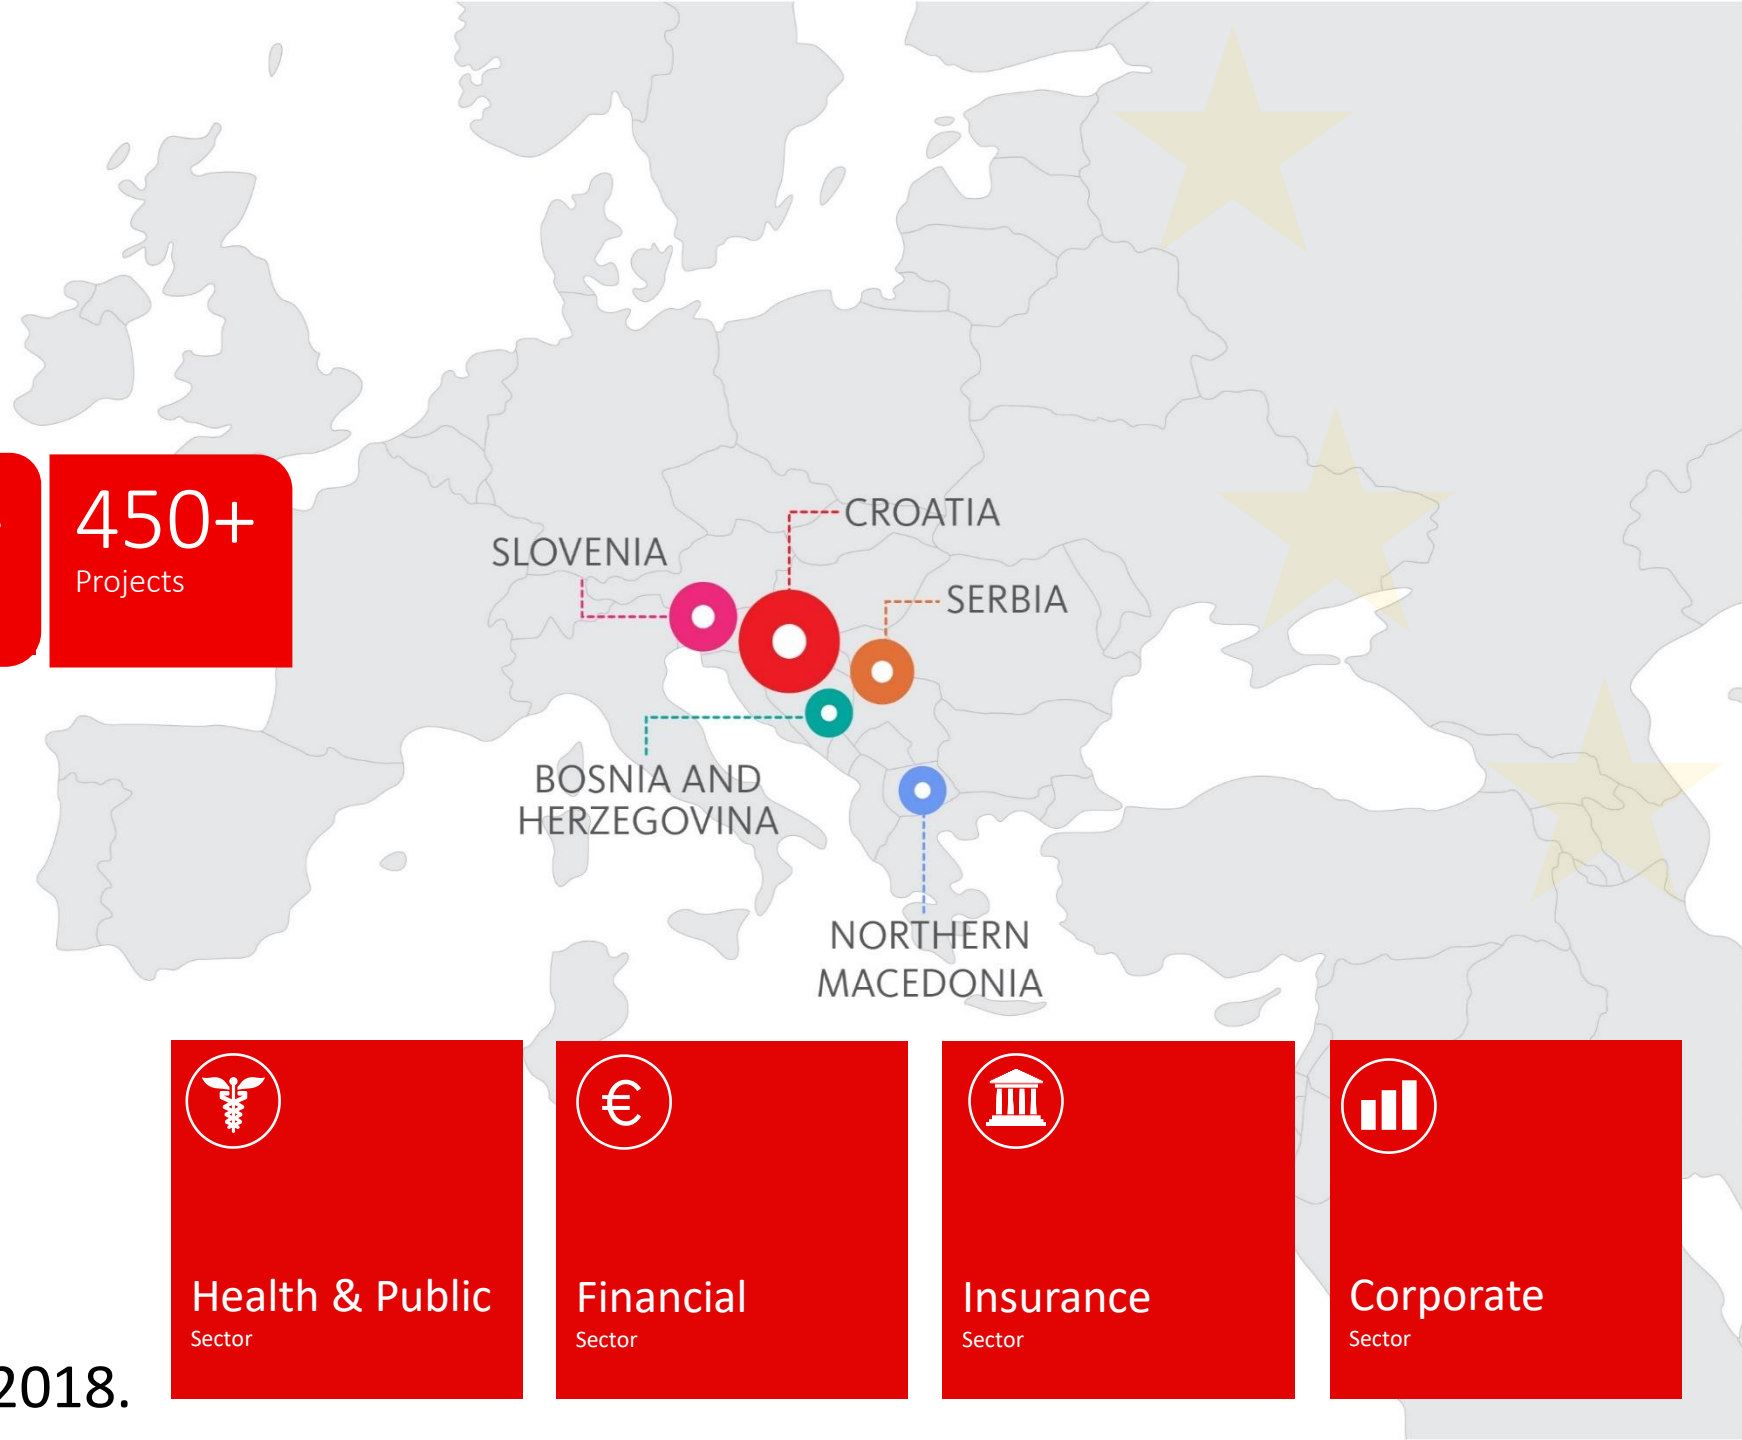 CROATIA
SLOVENIA
SERBIA
450+
Projects
BOSNIA AND
HERZEGOVINA
NORTHERN
MACEDONIA
Health & Public
Sector
Financial
Sector
Insurance
Sector
Corporate
Sector
2018.